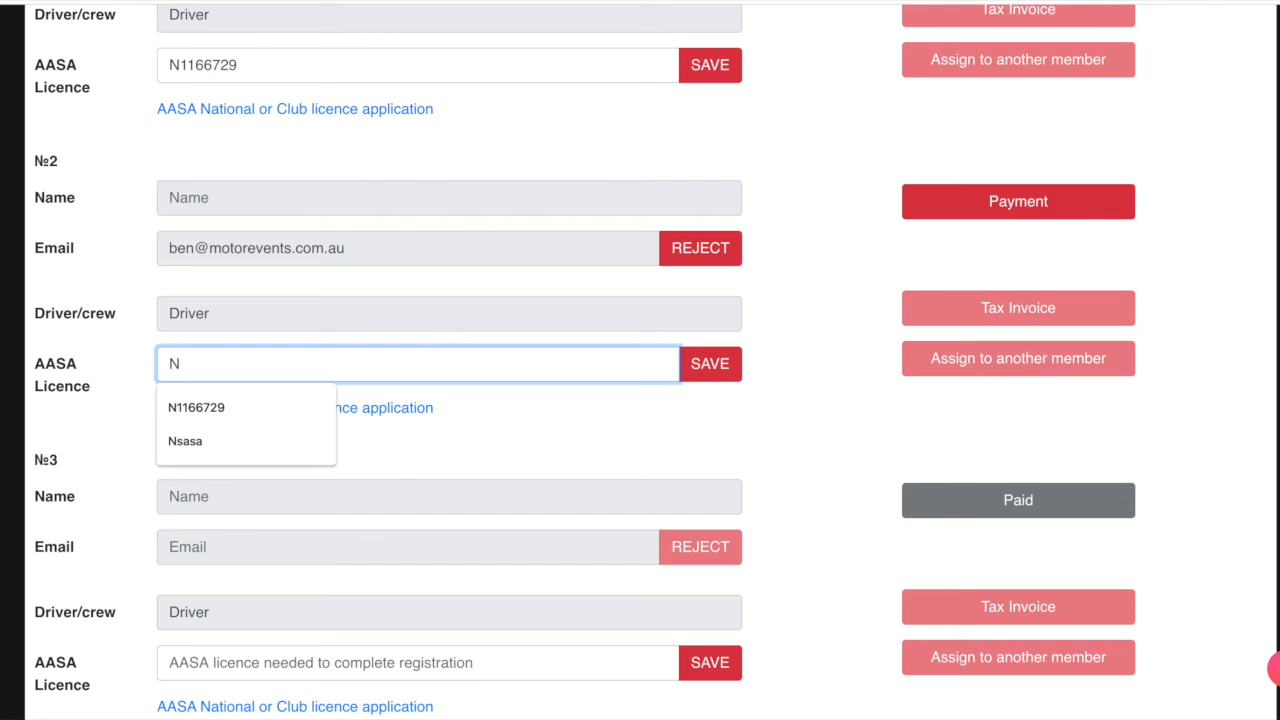 Driver/crew Driver Tax Invoice
AASA Licence N1166729 SAVE Assign to another member
AASA National or Club licence application
№2
Name Name Payment
Email ben@motorevents.com.au REJECT
Driver/crew Driver Tax Invoice
AASA Licence N SAVE Assign to another member
N1166729 nce application
Nsasa
№3
Name Name Paid
Email Email REJECT
Driver/crew Driver Tax Invoice
AASA Licence AASA licence needed to complete registration SAVE Assign to another member
AASA National or Club licence application